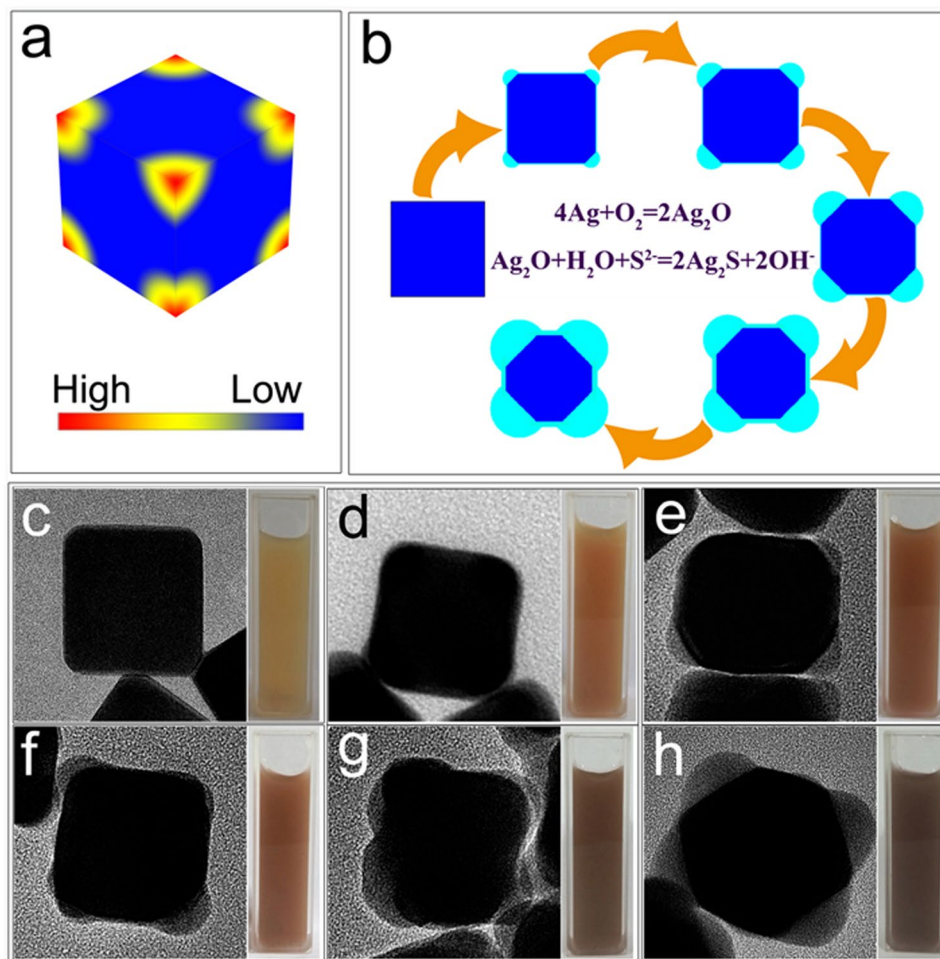 a
High Low
b
4Ag+O₂=2Ag₂O
Ag₂O+H₂O+S²⁻=2Ag₂S+2OH⁻
c
d
e
f
g
h